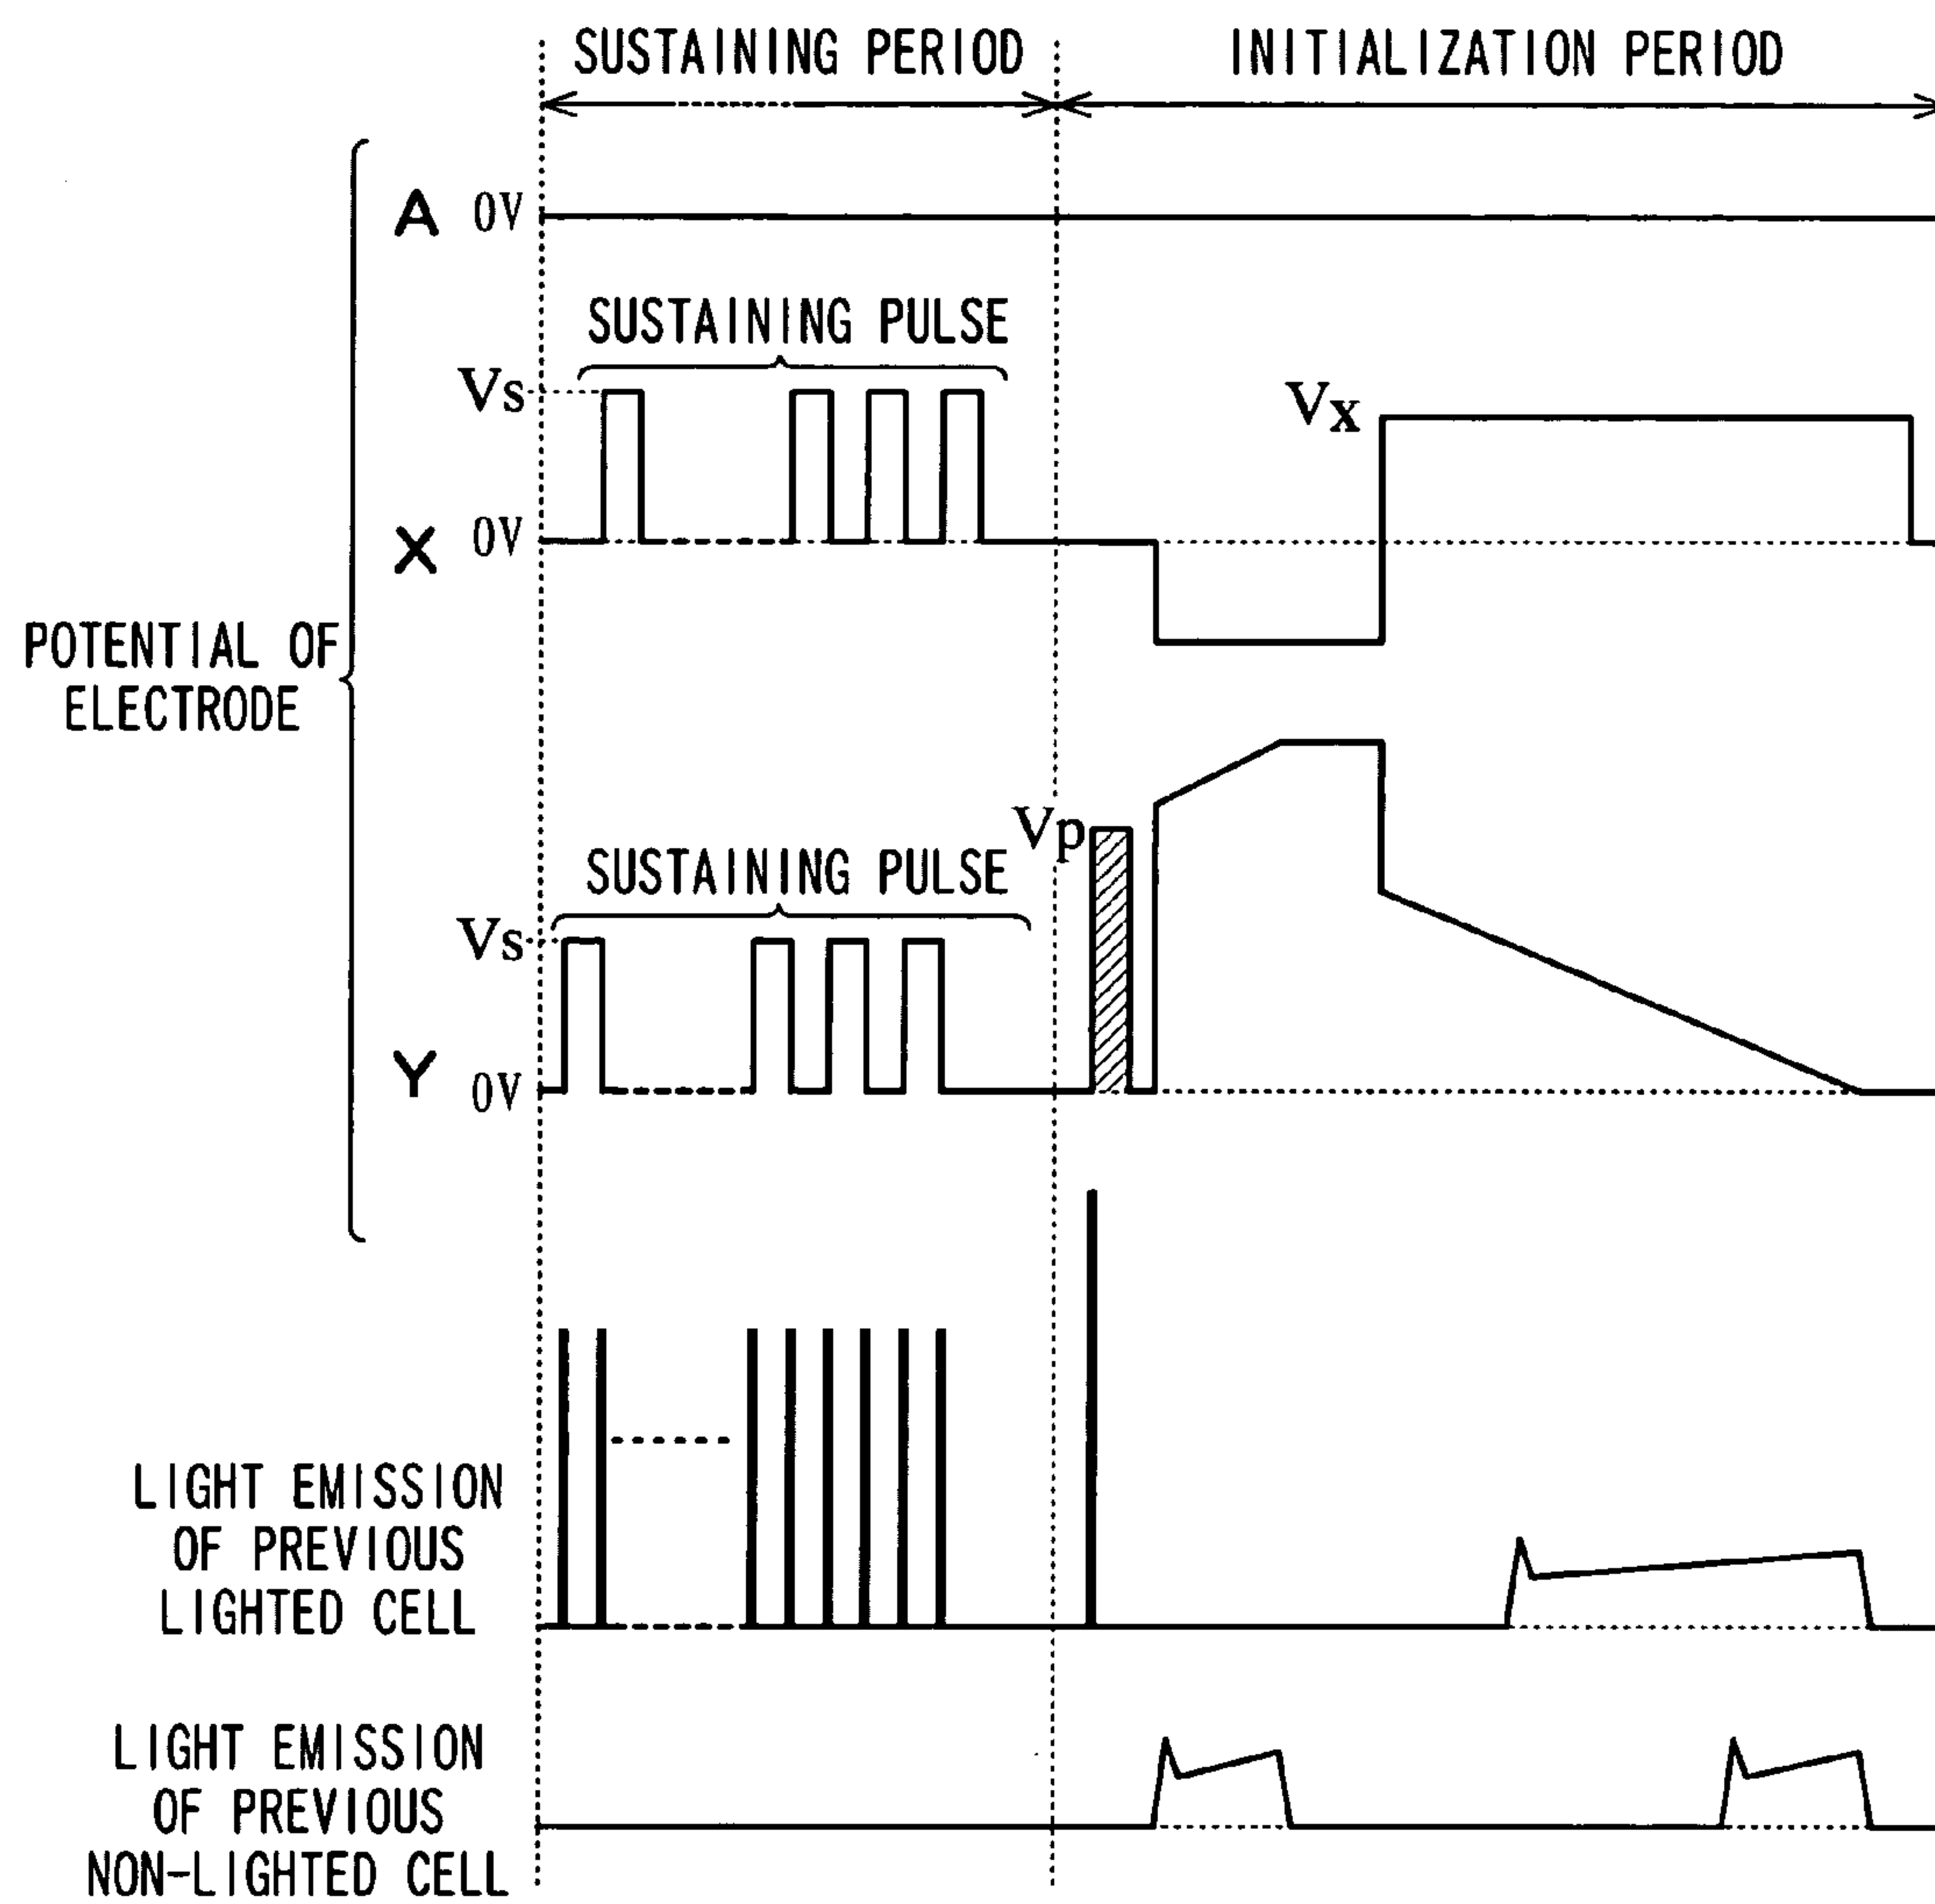 SUSTAINING PERIOD
INITIALIZATION PERIOD
A 0V
SUSTAINING PULSE
Vs
Vx
X 0V
POTENTIAL OF
ELECTRODE
Vp
SUSTAINING PULSE
Vs
Y 0V
LIGHT EMISSION
OF PREVIOUS
LIGHTED CELL
LIGHT EMISSION
OF PREVIOUS
NON-LIGHTED CELL